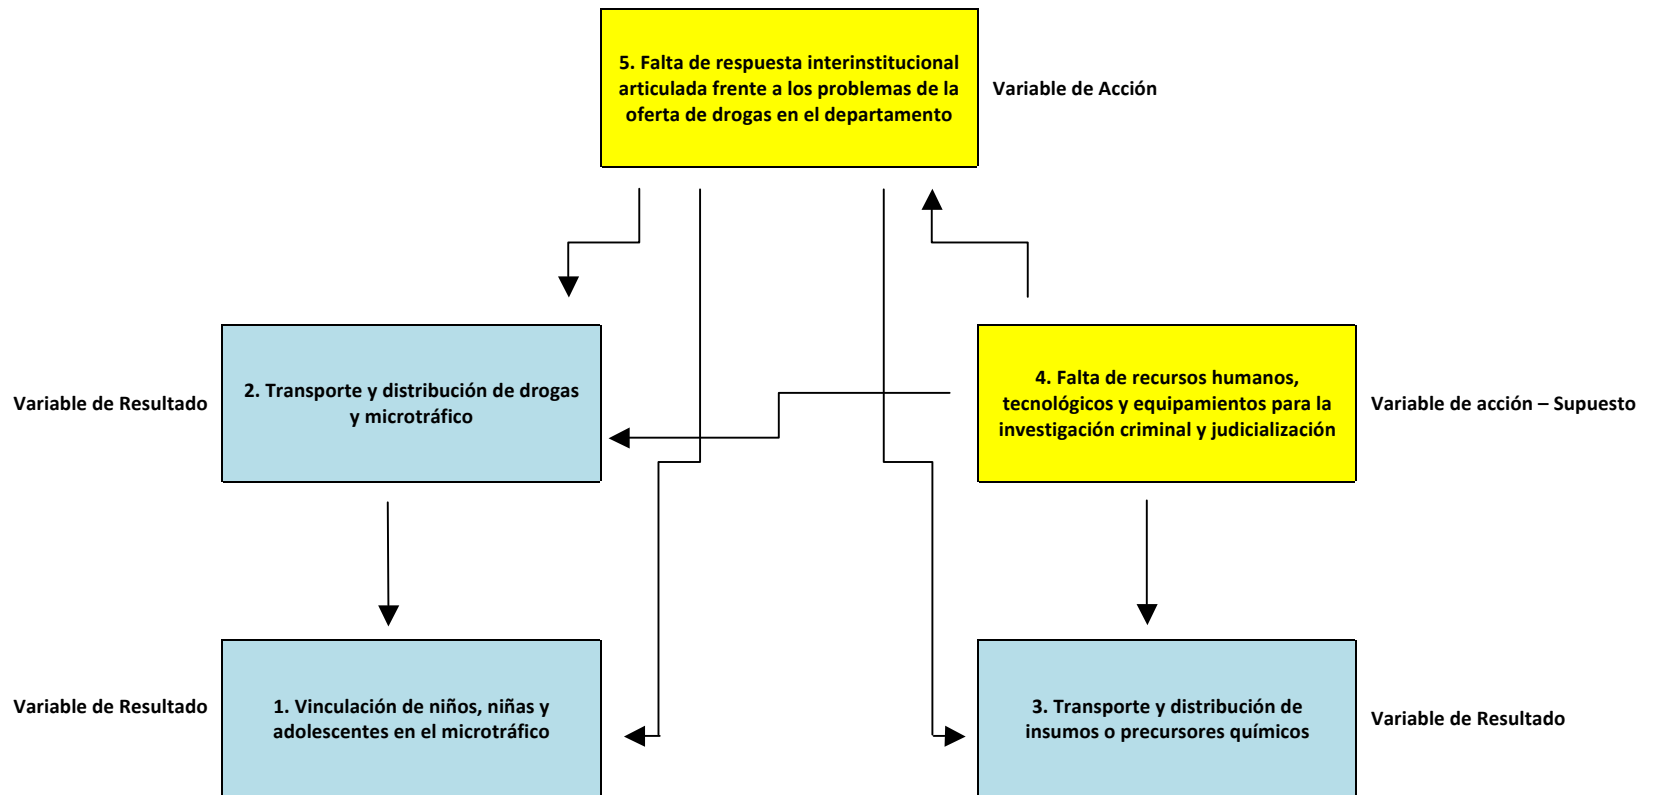 5. Falta de respuesta interinstitucional
articulada frente a los problemas de la
oferta de drogas en el departamento
Variable de Acción
Variable de Resultado
2. Transporte y distribución de drogas
y microtráfico
4. Falta de recursos humanos,
tecnológicos y equipamientos para la
investigación criminal y judicialización
Variable de acción – Supuesto
Variable de Resultado
1. Vinculación de niños, niñas y
adolescentes en el microtráfico
3. Transporte y distribución de
insumos o precursores químicos
Variable de Resultado